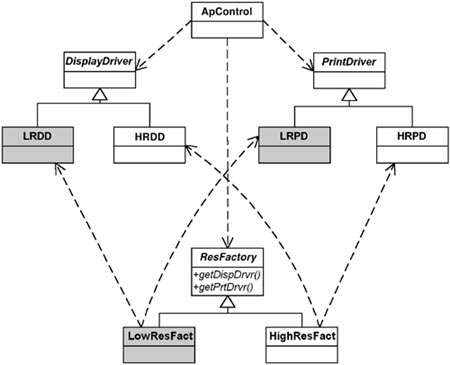 ApControl
DisplayDriver
PrintDriver
LRDD
HRDD
LRPD
HRPD
ResFactory
+getDispDrvr()
+getPrtDrvr()
LowResFact
HighResFact